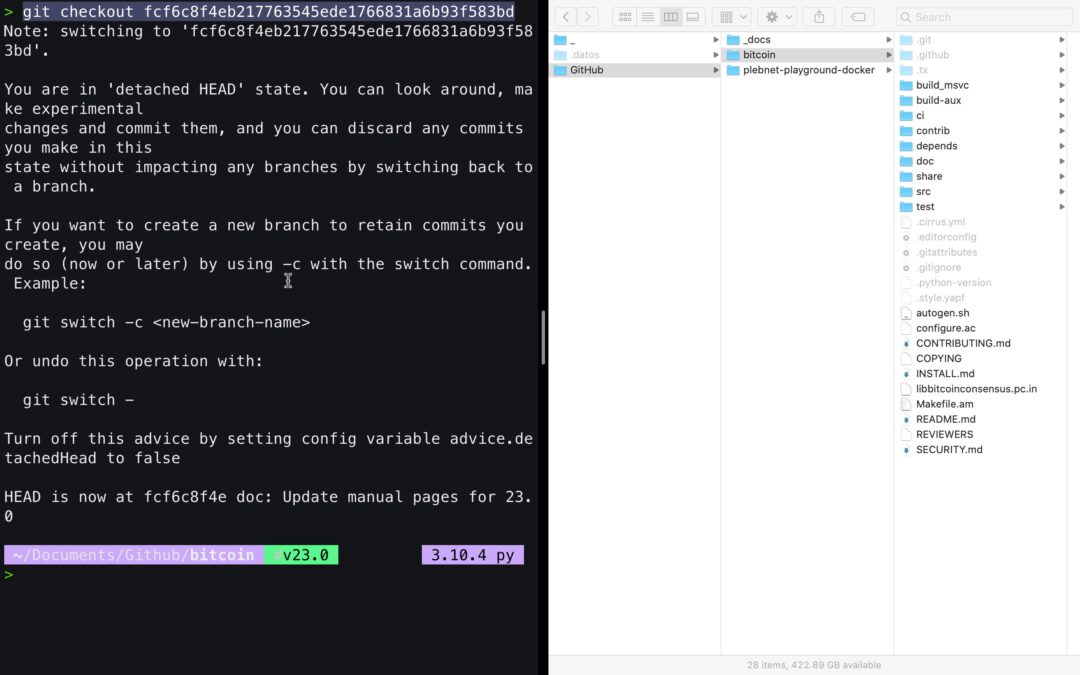 > git checkout fcf6c8f4eb217763545ede1766831a6b93f583bd
Note: switching to 'fcf6c8f4eb217763545ede1766831a6b93f58
3bd'.
You are in 'detached HEAD' state. You can look around, ma
ke experimental
changes and commit them, and you can discard any commits
you make in this
state without impacting any branches by switching back to
a branch.
If you want to create a new branch to retain commits you
create, you may
do so (now or later) by using -c with the switch command.
Example:
git switch -c <new-branch-name>
Or undo this operation with:
git switch -
Turn off this advice by setting config variable advice.de
tachedHead to false
HEAD is now at fcf6c8f4e doc: Update manual pages for 23.
0
~/Documents/Github/bitcoin #v23.0 3.10.4 py
>
Search
_
.datos
GitHub
_docs
bitcoin
plebnet-playground-docker
.git
.github
.tx
build_msvc
build-aux
ci
contrib
depends
doc
share
src
test
.cirrus.yml
.editorconfig
.gitattributes
.gitignore
.python-version
.style.yapf
autogen.sh
configure.ac
CONTRIBUTING.md
COPYING
INSTALL.md
libbitcoinconsensus.pc.in
Makefile.am
README.md
REVIEWERS
SECURITY.md
28 items, 422.89 GB available